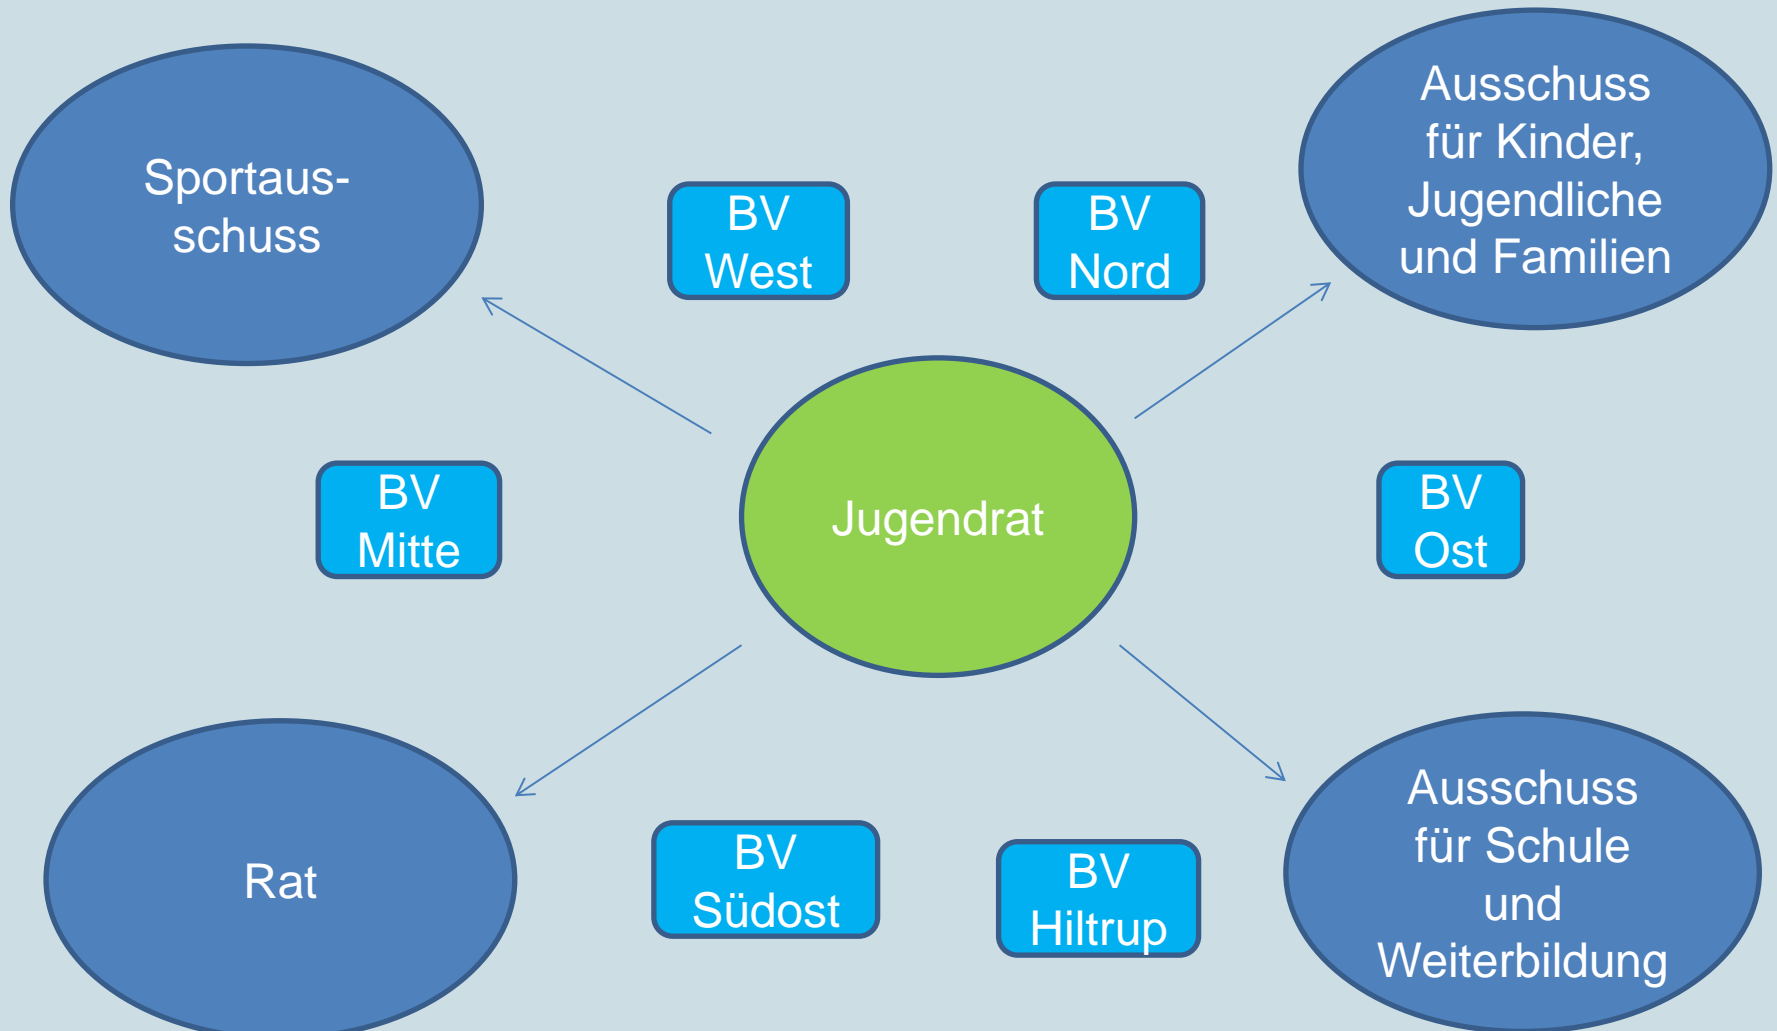 Sportaus-
schuss
BV
West
BV
Nord
Ausschuss
für Kinder,
Jugendliche
und Familien
BV
Mitte
Jugendrat
BV
Ost
Rat
BV
Südost
BV
Hiltrup
Ausschuss
für Schule
und
Weiterbildung